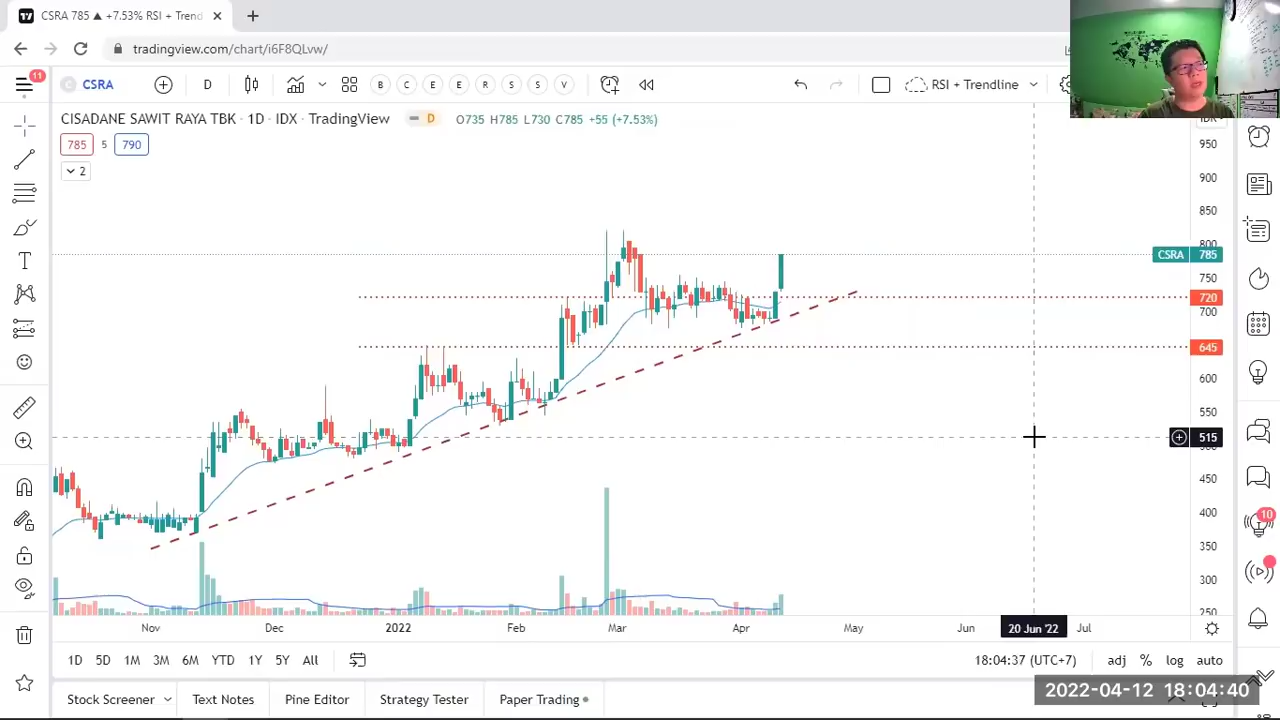 CSRA 785 ▲ +7.53% RSI + Trend
tradingview.com/chart/i6F8QLvw/
11
CSRA
D
B C E E R S S V
RSI + Trendline
CISADANE SAWIT RAYA TBK · 1D · IDX · TradingView
D
O735 H785 L730 C785 +55 (+7.53%)
785 5 790
2
950
900
850
800
CSRA 785
750
720
700
645
600
550
515
450
400
350
300
250
10
Nov Dec 2022 Feb Mar Apr May Jun 20 Jun '22 Jul
1D 5D 1M 3M 6M YTD 1Y 5Y All
18:04:37 (UTC+7) adj % log auto
Stock Screener Text Notes Pine Editor Strategy Tester Paper Trading
2022-04-12 18:04:40